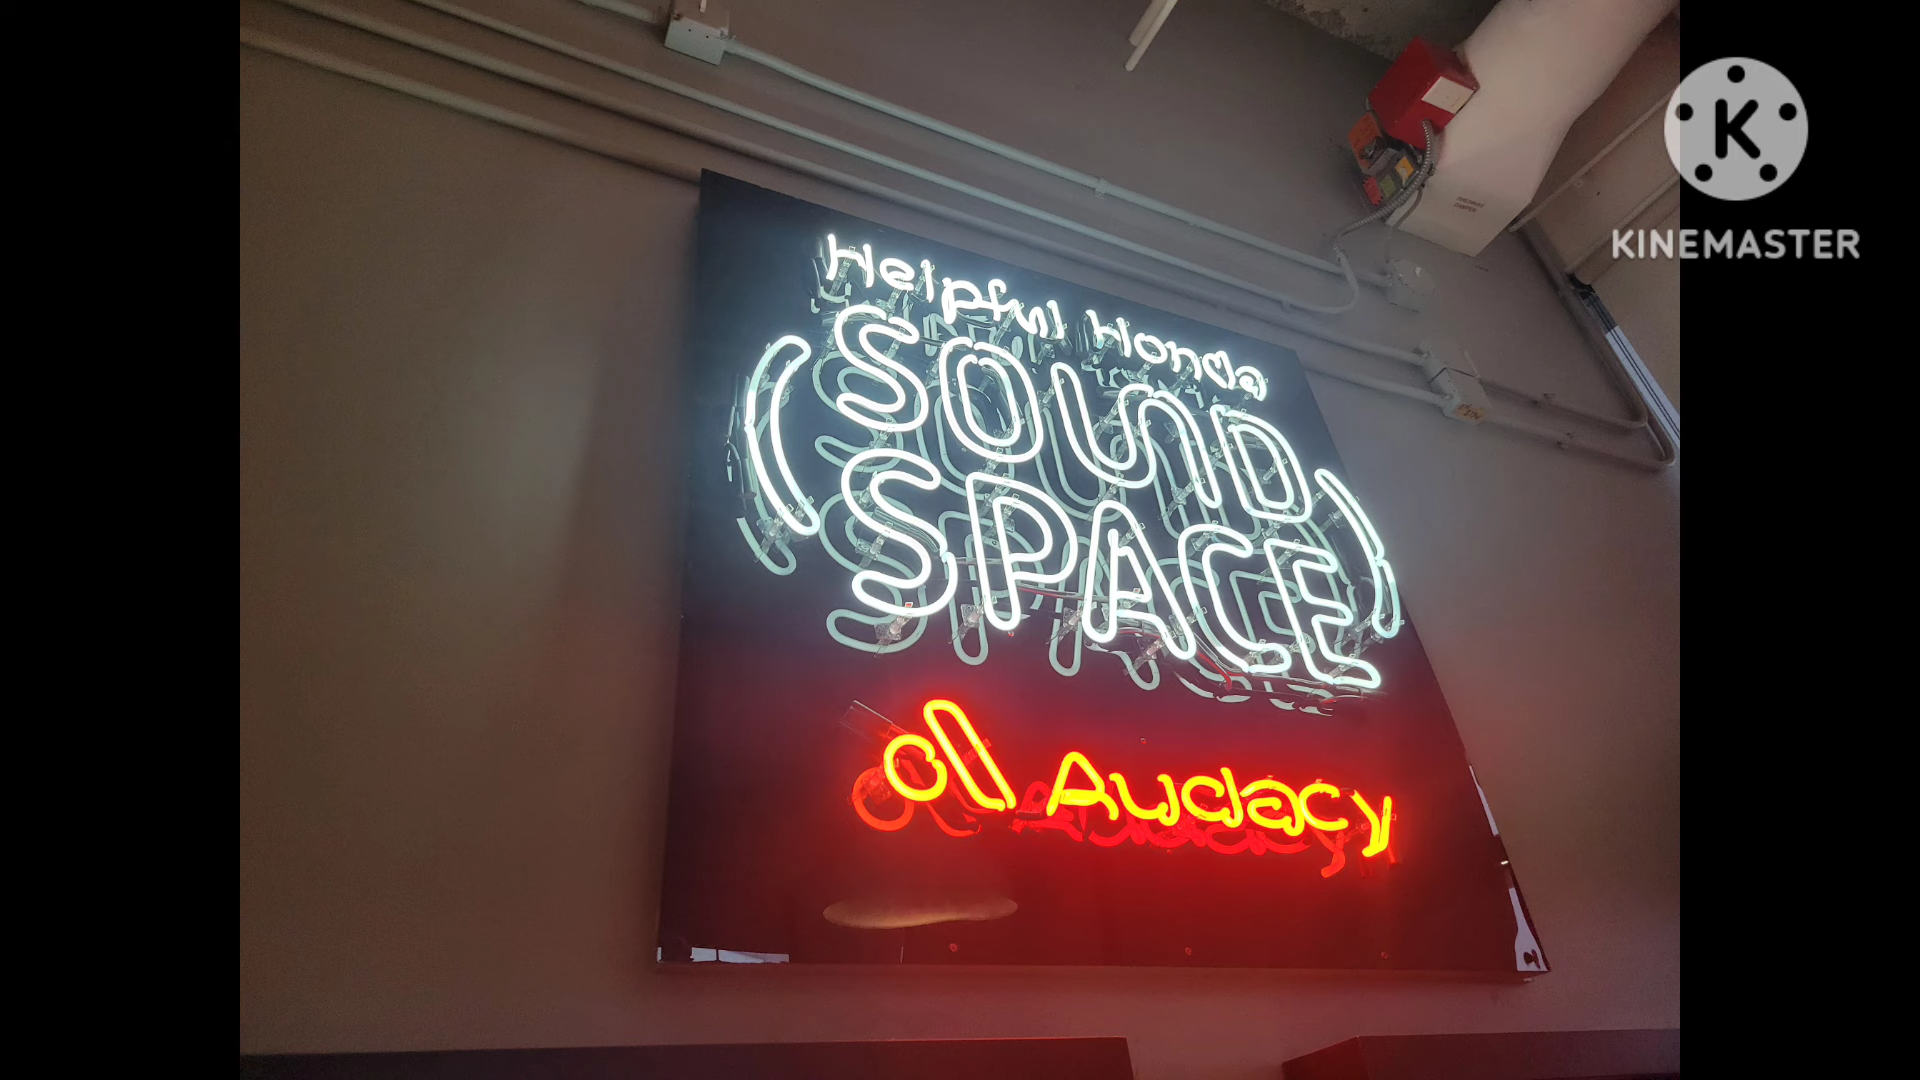 Helpful Honda
(SOUND
SPACE)
Audacy
K
KINEMASTER